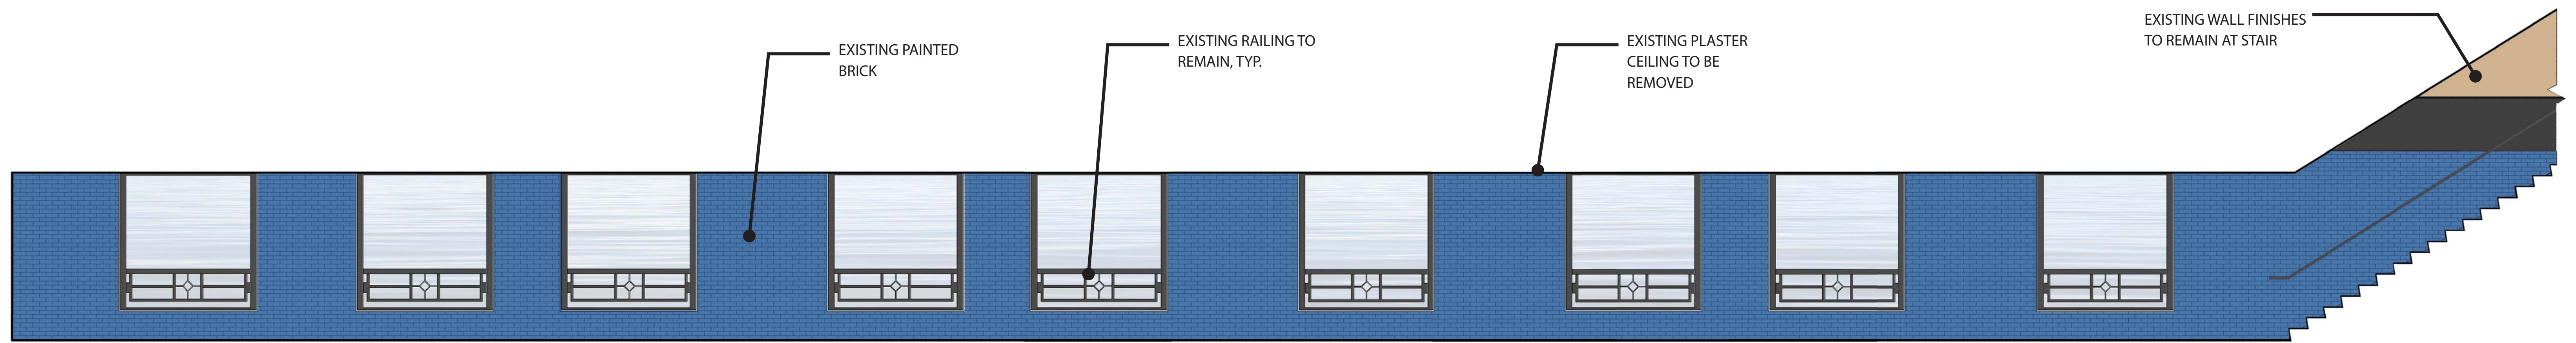 EXISTING PAINTED
BRICK
EXISTING RAILING TO
REMAIN, TYP.
EXISTING PLASTER
CEILING TO BE
REMOVED
EXISTING WALL FINISHES
TO REMAIN AT STAIR